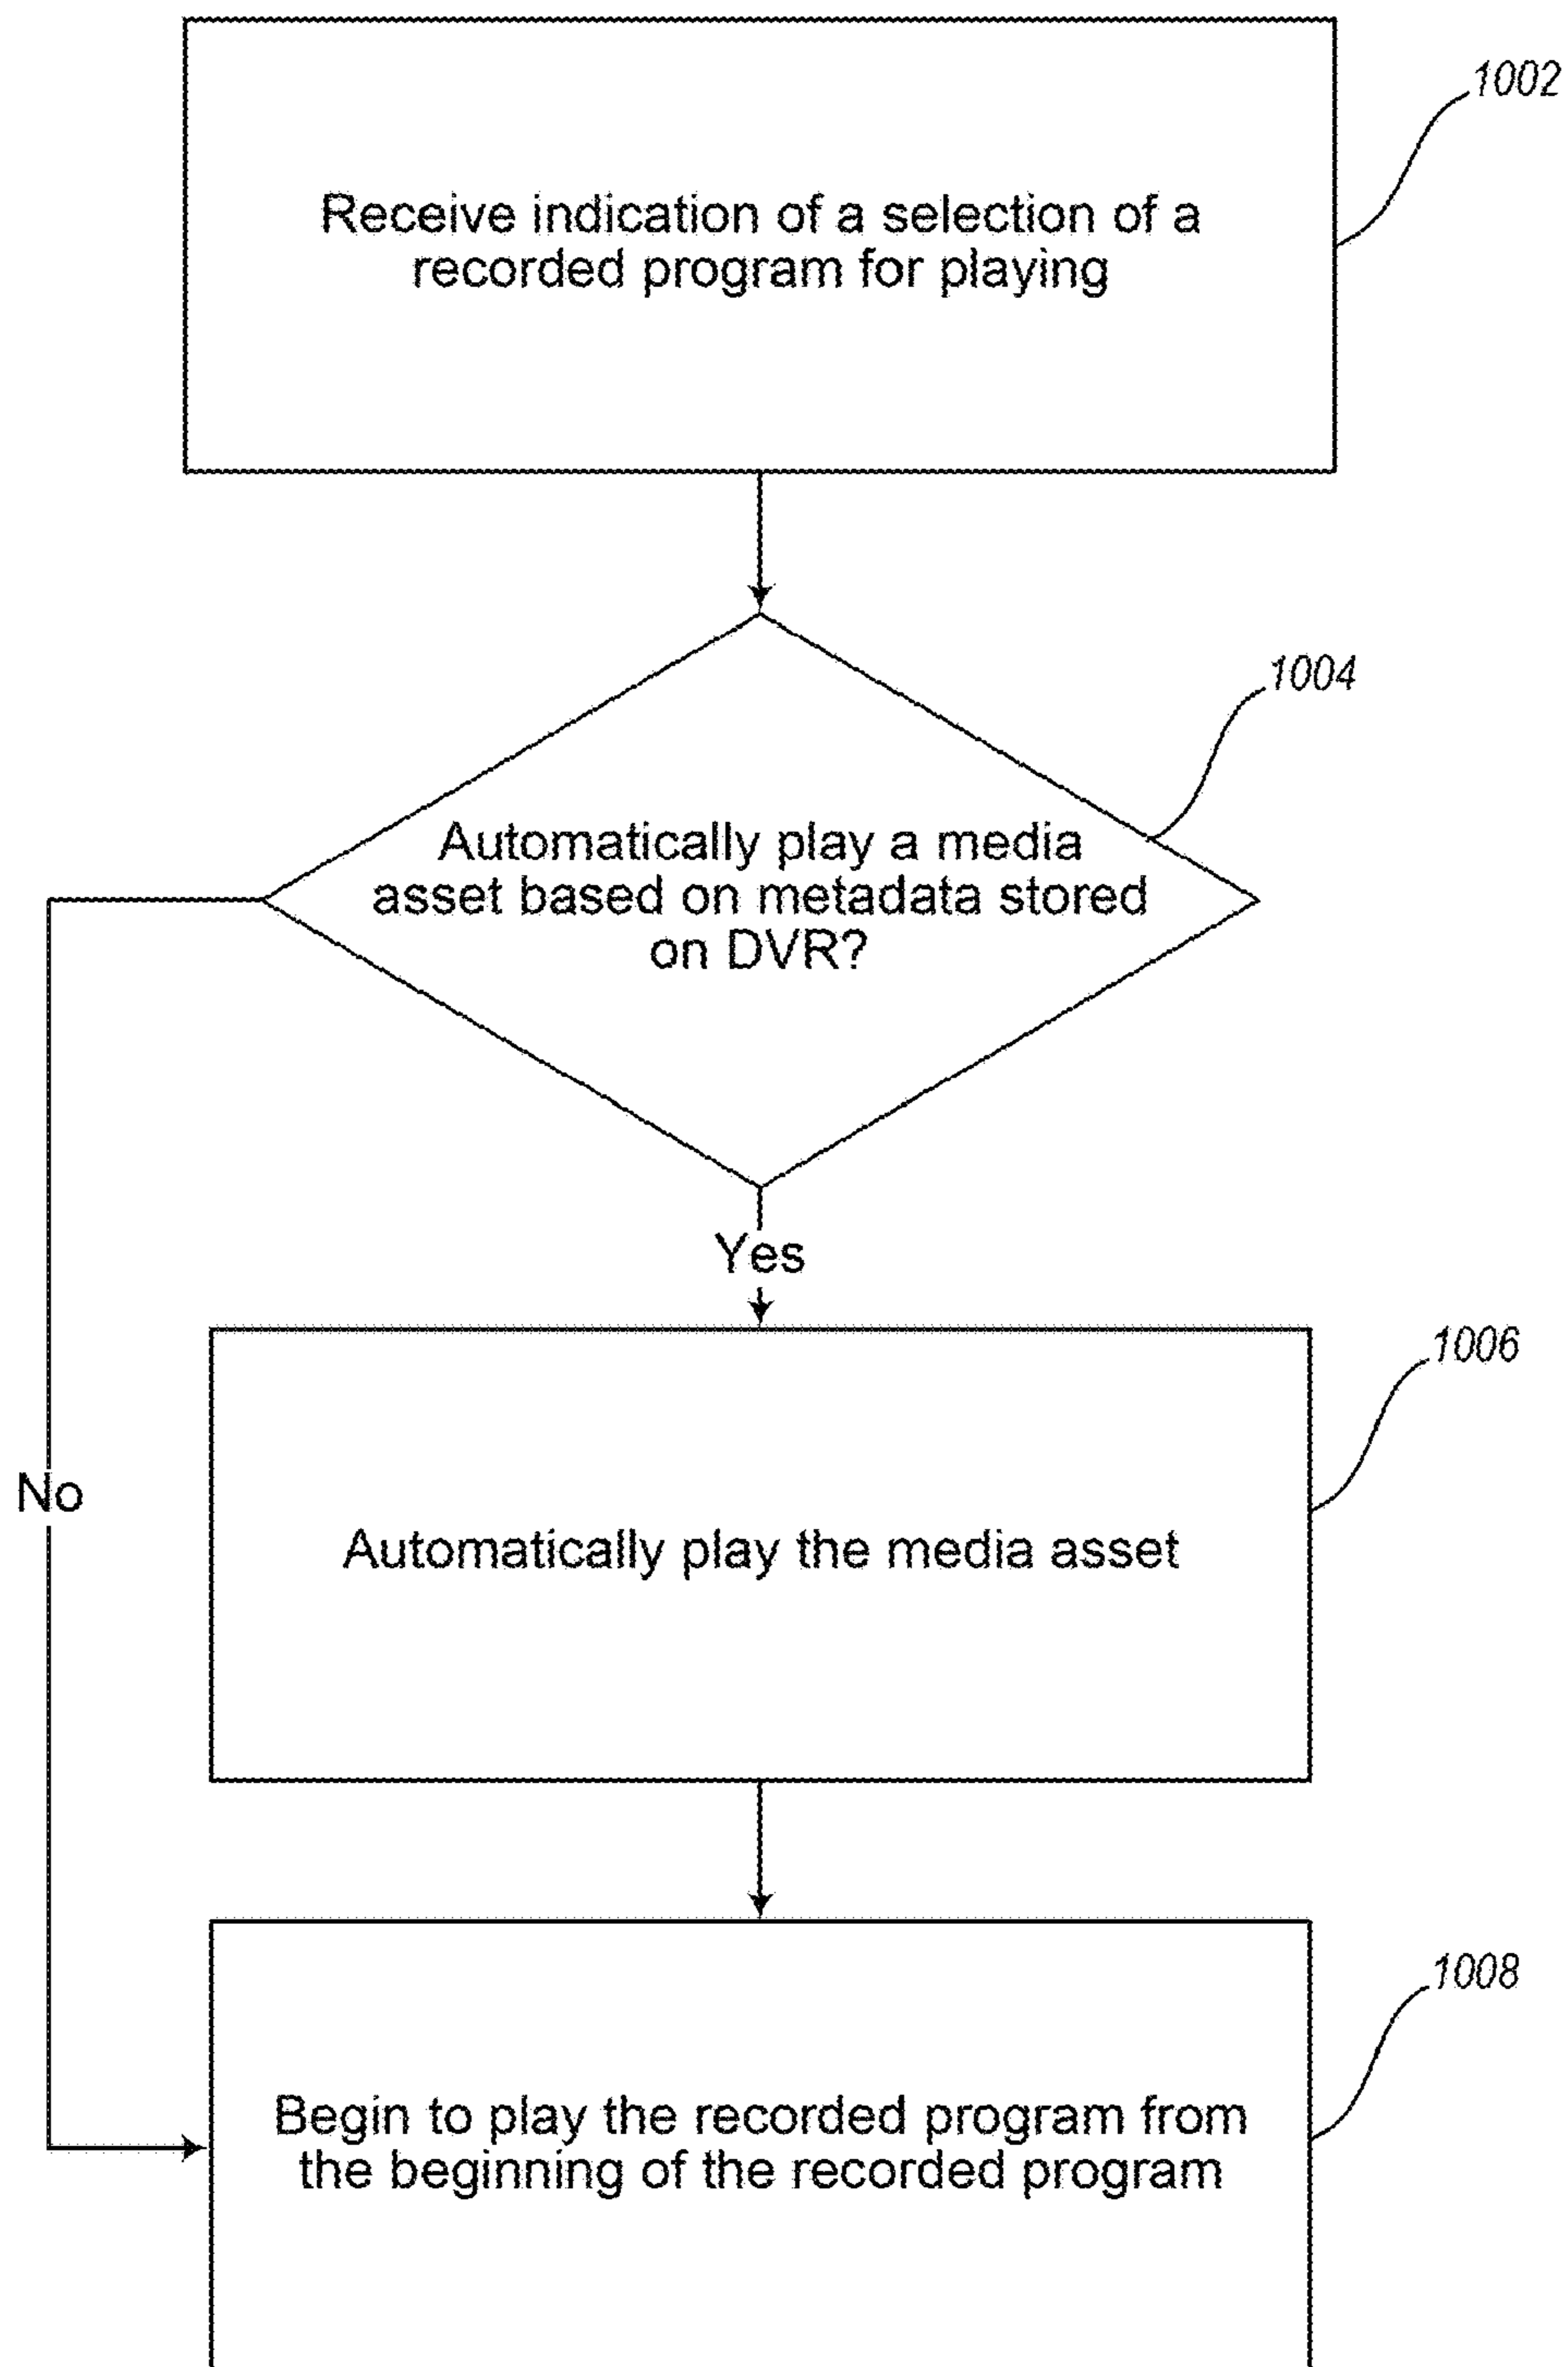 1002
Receive indication of a selection of a
recorded program for playing
1004
Automatically play a media
asset based on metadata stored
on DVR?
Yes
1006
No
Automatically play the media asset
1008
Begin to play the recorded program from
the beginning of the recorded program